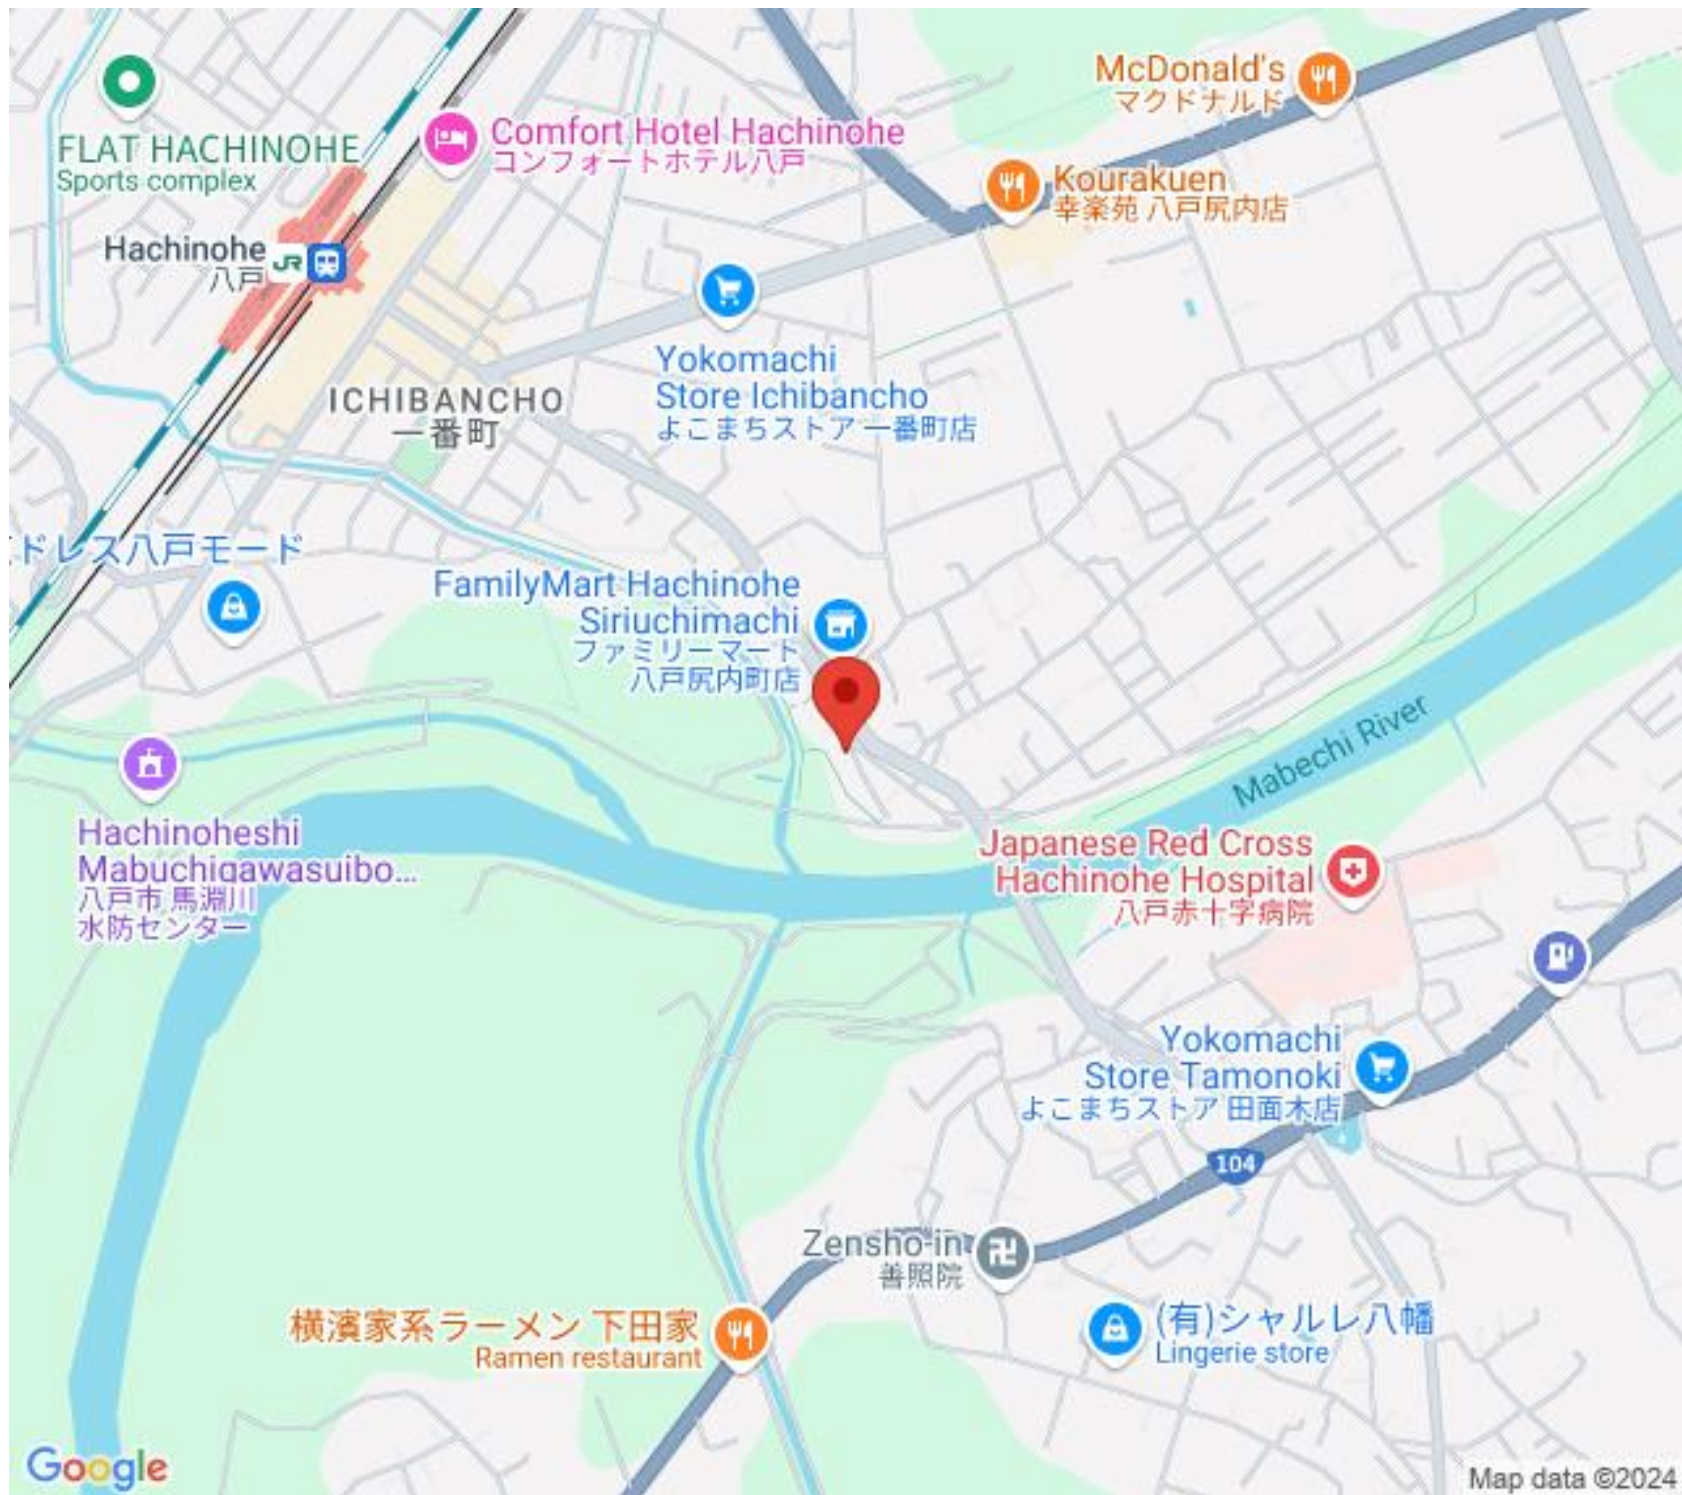 McDonald's
マクドナルド
FLAT HACHINOHE
Sports complex
Comfort Hotel Hachinohe
コンフォートホテル八戸
Kourakuen
幸楽苑 八戸尻内店
Hachinohe
JR
八戸
Yokomachi
Store Ichibancho
よこまちストア 一番町店
ICHIBANCHO
一番町
ドレス八戸モード
FamilyMart Hachinohe
Siriuchimachi
ファミリーマート
八戸尻内町店
Mabechi River
Hachinoheshi
Mabuchigawasuibo...
八戸市 馬淵川
水防センター
Japanese Red Cross
Hachinohe Hospital
八戸赤十字病院
Yokomachi
Store Tamonoki
よこまちストア 田面木店
104
Zensho-in
善照院
卍
横濱家系ラーメン 下田家
Ramen restaurant
(有)シャルレ八幡
Lingerie store
Google
Map data ©2024